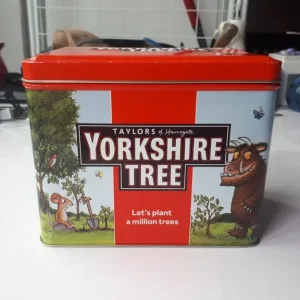 TAYLORS of Harrogate
YORKSHIRE
TREE
Let's plant
a million trees